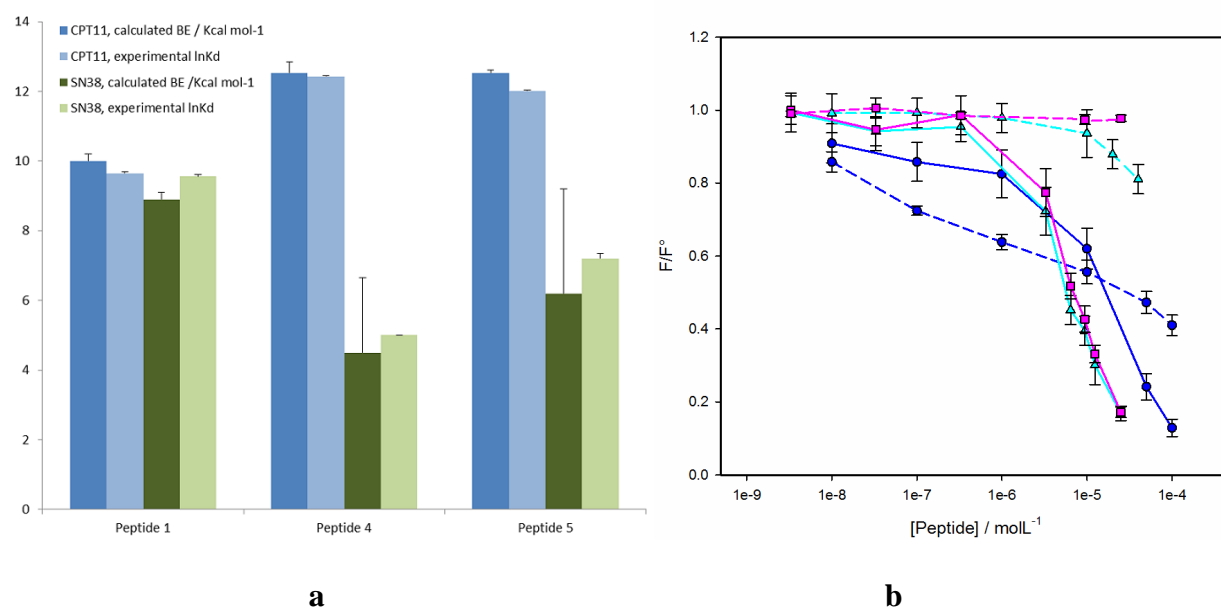 14
12
10
8
6
4
2
0
CPT11, calculated BE / Kcal mol-1
CPT11, experimental lnKd
SN38, calculated BE /Kcal mol-1
SN38, experimental lnKd
Peptide 1
Peptide 4
Peptide 5
a
1.2
1.0
0.8
0.6
0.4
0.2
0.0
F/F°
1e-9
1e-8
1e-7
1e-6
1e-5
1e-4
[Peptide] / molL⁻¹
b